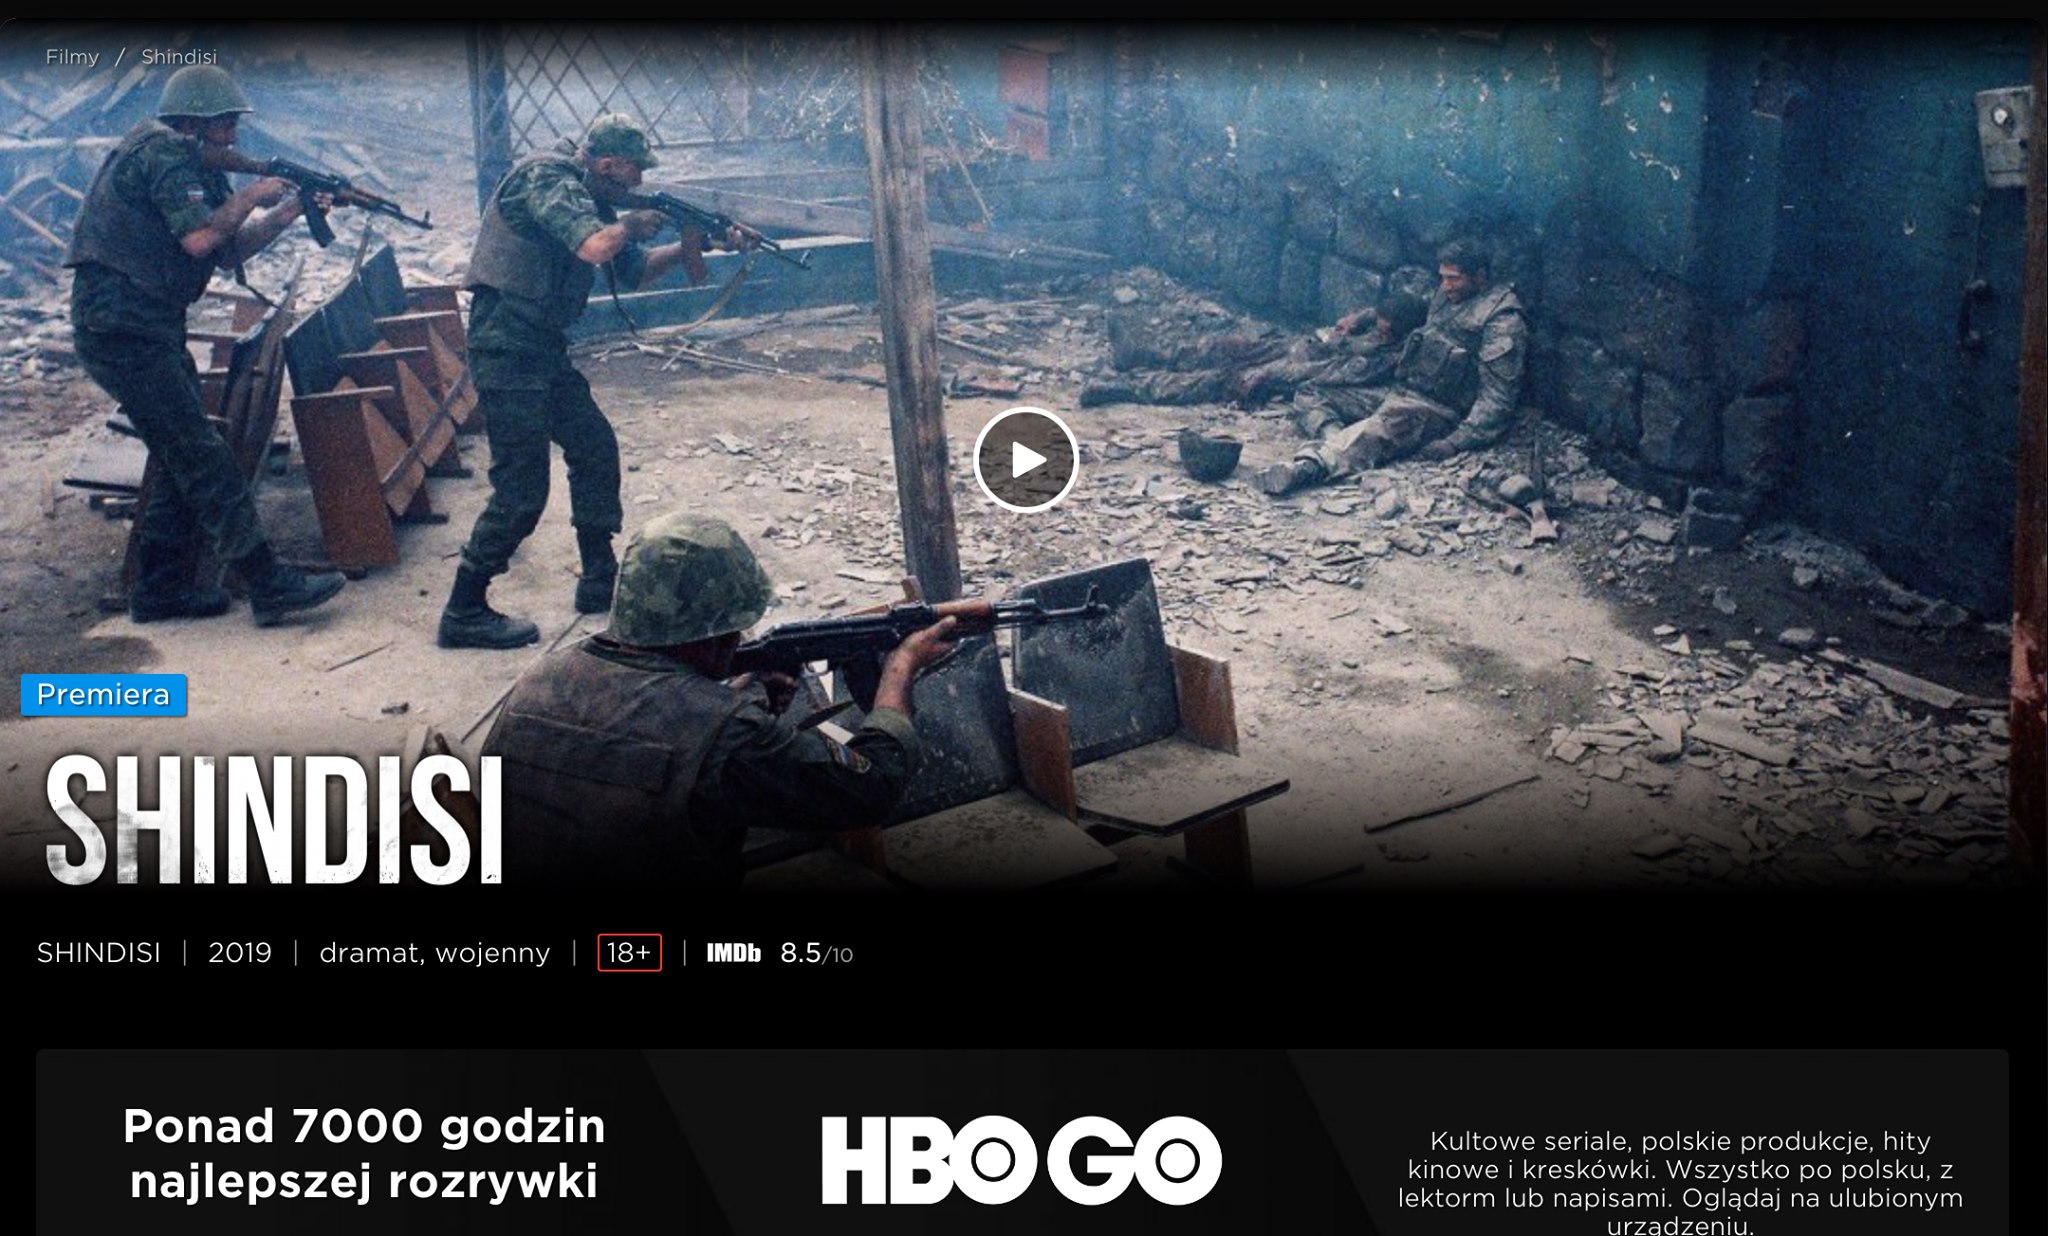 Filmy / Shindisi
Premiera
SHINDISI
SHINDISI | 2019 | dramat, wojenny | 18+ | IMDb 8.5/10
Ponad 7000 godzin
najlepszej rozrywki
HBO GO
Kultowe seriale, polskie produkcje, hity
kinowe i kreskówki. Wszystko po polsku, z
lektorm lub napisami. Oglądaj na ulubionym
urządzeniu.